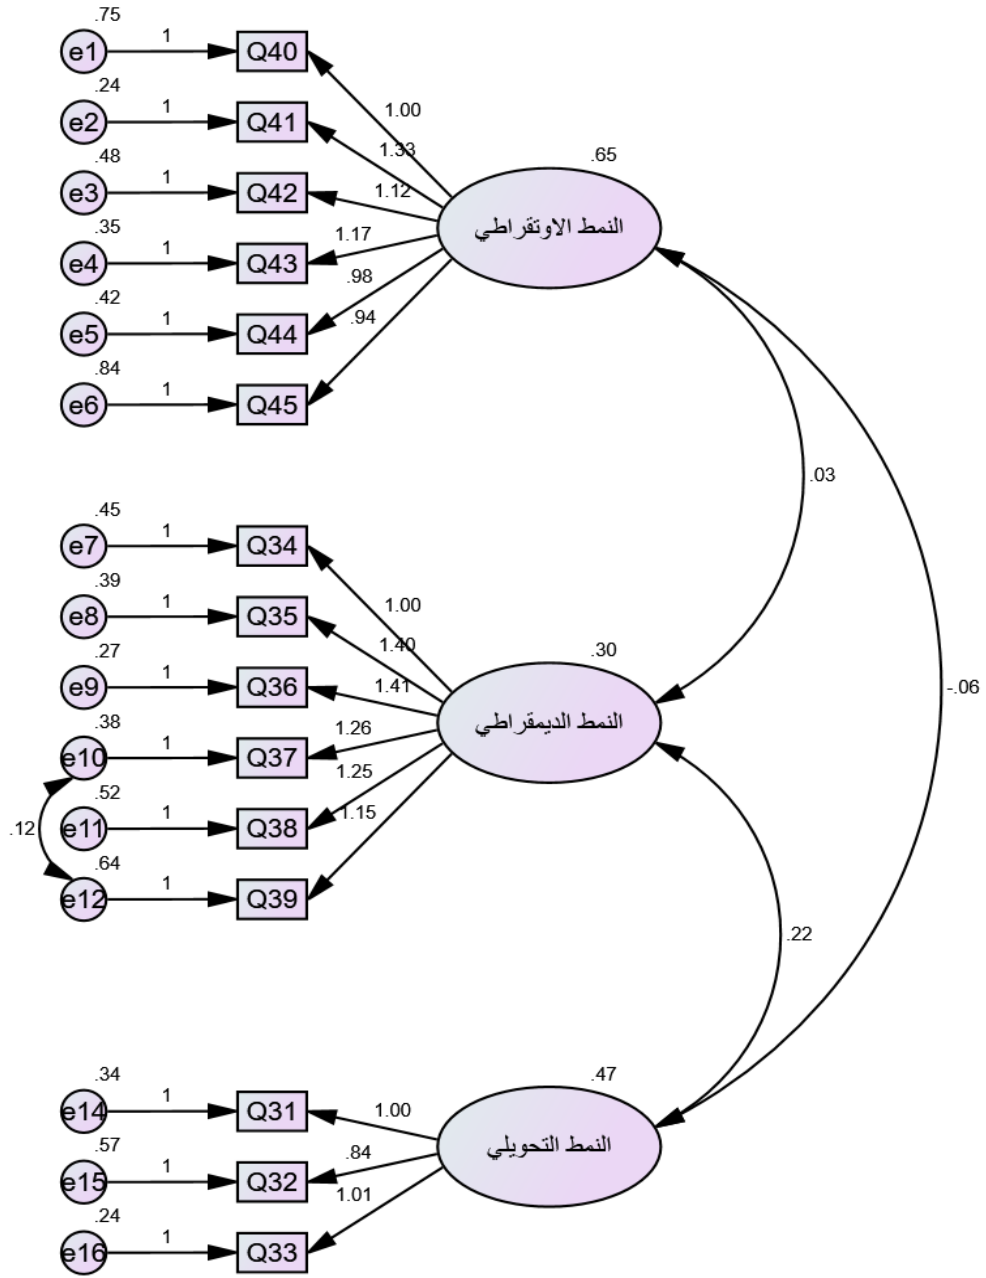 .75
e1 1 Q40
1.00
.24
e2 1 Q41
1.33
.48
e3 1 Q42
1.12
.65
النمط الاوتقراطي
.35
e4 1 Q43
1.17
.42
e5 1 Q44
.98
.84
e6 1 Q45
.94
.03
.45
e7 1 Q34
1.00
.39
e8 1 Q35
1.40
.27
e9 1 Q36
1.41
.30
النمط الديمقراطي
-.06
.38
e10 1 Q37
1.26
.52
e11 1 Q38
1.25
.12
.64
e12 1 Q39
1.15
.22
.34
e14 1 Q31
1.00
.47
النمط التحويلي
.57
e15 1 Q32
.84
.24
e16 1 Q33
1.01